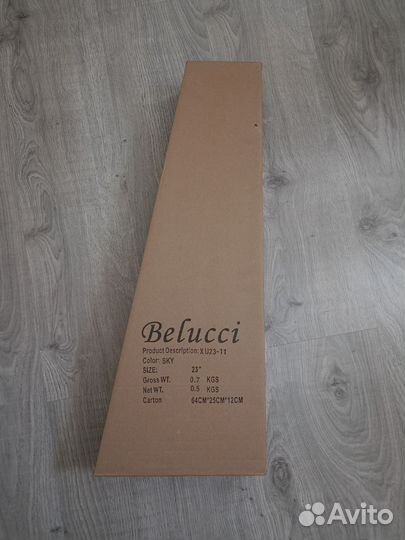 Belucci
Product Description: XU23-11
Color: SKY
SIZE: 23"
Gross WT. 0.7 KGS
Net WT. 0.5 KGS
Carton 64CM*25CM*12CM
Avito